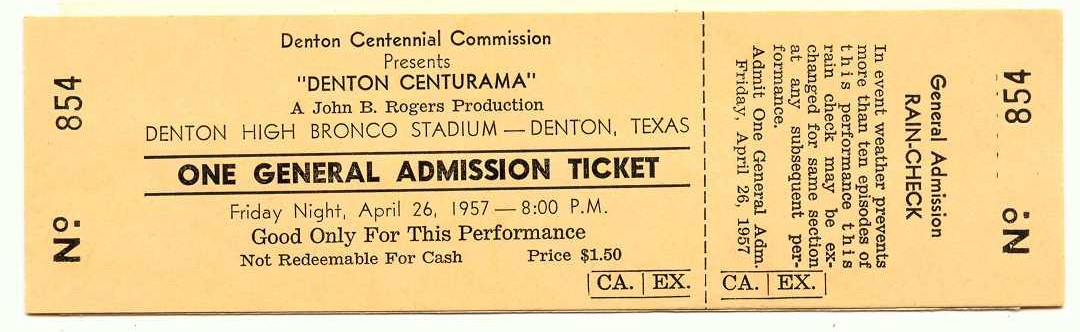 Nº 854
Denton Centennial Commission
Presents
"DENTON CENTURAMA"
A John B. Rogers Production
DENTON HIGH BRONCO STADIUM — DENTON, TEXAS
ONE GENERAL ADMISSION TICKET
Friday Night, April 26, 1957 — 8:00 P.M.
Good Only For This Performance
Not Redeemable For Cash Price $1.50
CA. EX.
Nº 854
General Admission
RAIN-CHECK
In event weather prevents
more than ten episodes of
this performance this
rain check may be ex-
changed for same section
at any subsequent per-
formance.
Admit One General Adm.
Friday, April 26, 1957
CA. EX.